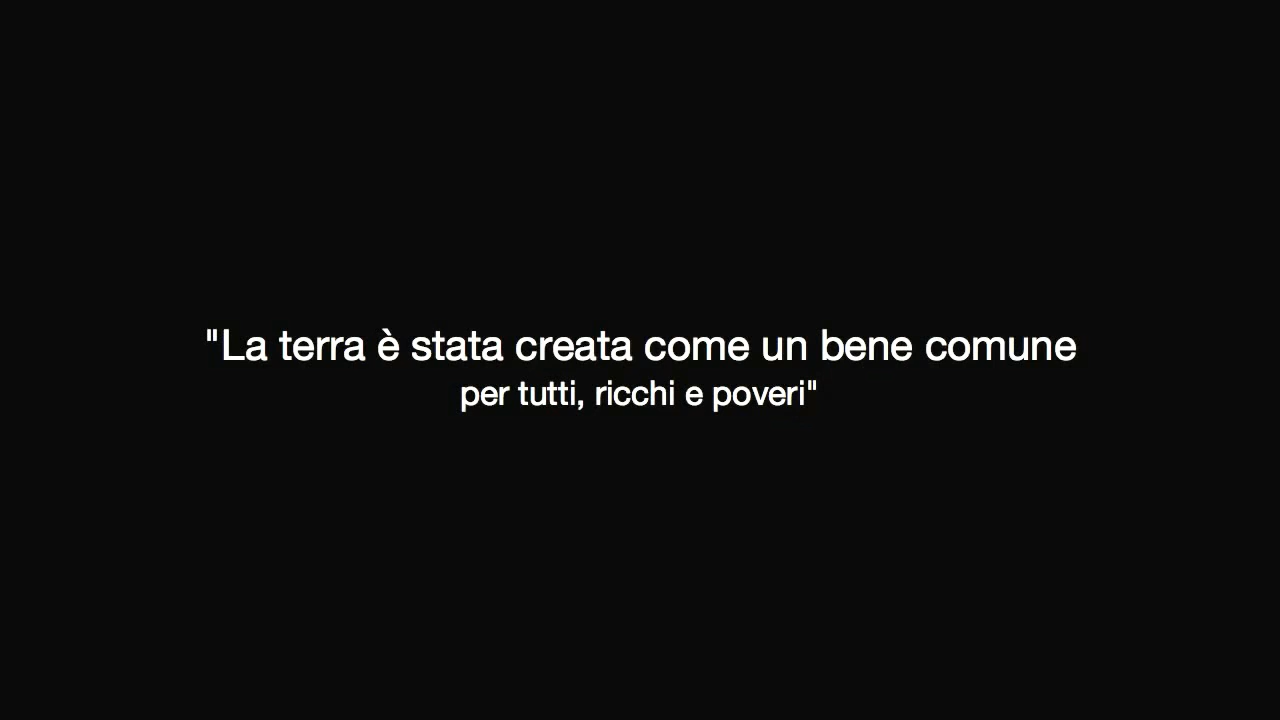 "La terra è stata creata come un bene comune
per tutti, ricchi e poveri"